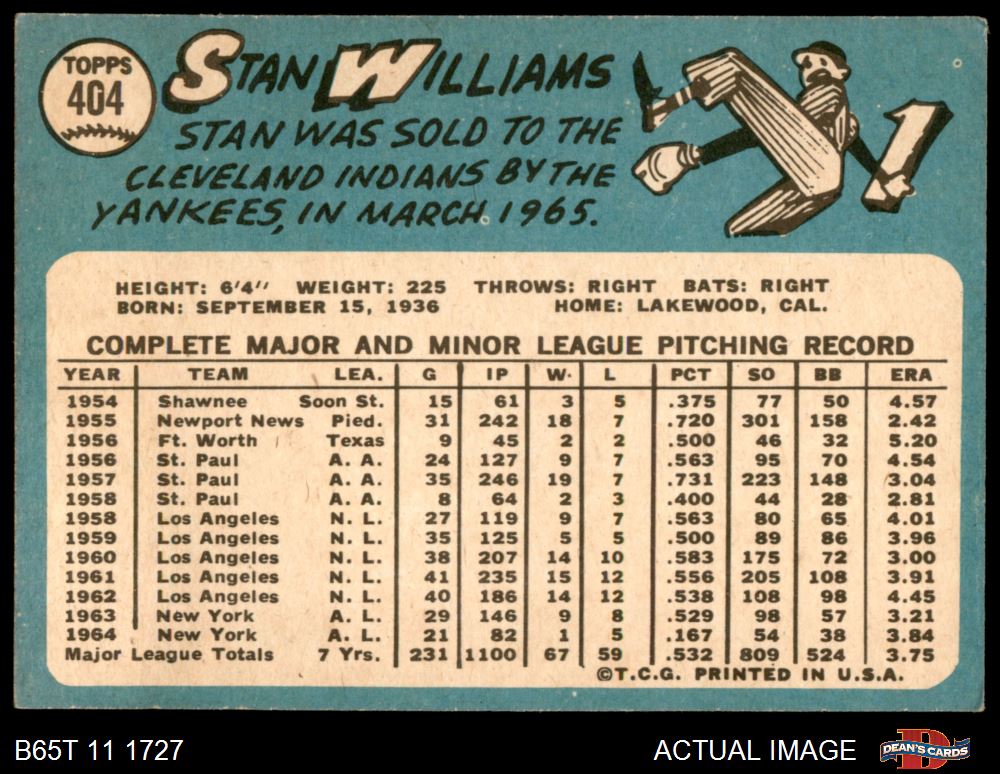 TOPPS
404
STAN WILLIAMS
STAN WAS SOLD TO THE
CLEVELAND INDIANS BY THE
YANKEES, IN MARCH 1965.
1
HEIGHT: 6'4" WEIGHT: 225 THROWS: RIGHT BATS: RIGHT
BORN: SEPTEMBER 15, 1936 HOME: LAKEWOOD, CAL.
COMPLETE MAJOR AND MINOR LEAGUE PITCHING RECORD
YEAR TEAM LEA. G IP W. L PCT SO BB ERA
1954 Shawnee Soon St. 15 61 3 5 .375 77 50 4.57
1955 Newport News Pied. 31 242 18 7 .720 301 158 2.42
1956 Ft. Worth Texas 9 45 2 2 .500 46 32 5.20
1956 St. Paul A. A. 24 127 9 7 .563 95 70 4.54
1957 St. Paul A. A. 35 246 19 7 .731 223 148 3.04
1958 St. Paul A. A. 8 64 2 3 .400 44 28 2.81
1958 Los Angeles N. L. 27 119 9 7 .563 80 65 4.01
1959 Los Angeles N. L. 35 125 5 5 .500 89 86 3.96
1960 Los Angeles N. L. 38 207 14 10 .583 175 72 3.00
1961 Los Angeles N. L. 41 235 15 12 .556 205 108 3.91
1962 Los Angeles N. L. 40 186 14 12 .538 108 98 4.45
1963 New York A. L. 29 146 9 8 .529 98 57 3.21
1964 New York A. L. 21 82 1 5 .167 54 38 3.84
Major League Totals 7 Yrs. 231 1100 67 59 .532 809 524 3.75
©T.C.G. PRINTED IN U.S.A.
B65T 11 1727 ACTUAL IMAGE DEAN'S CARDS